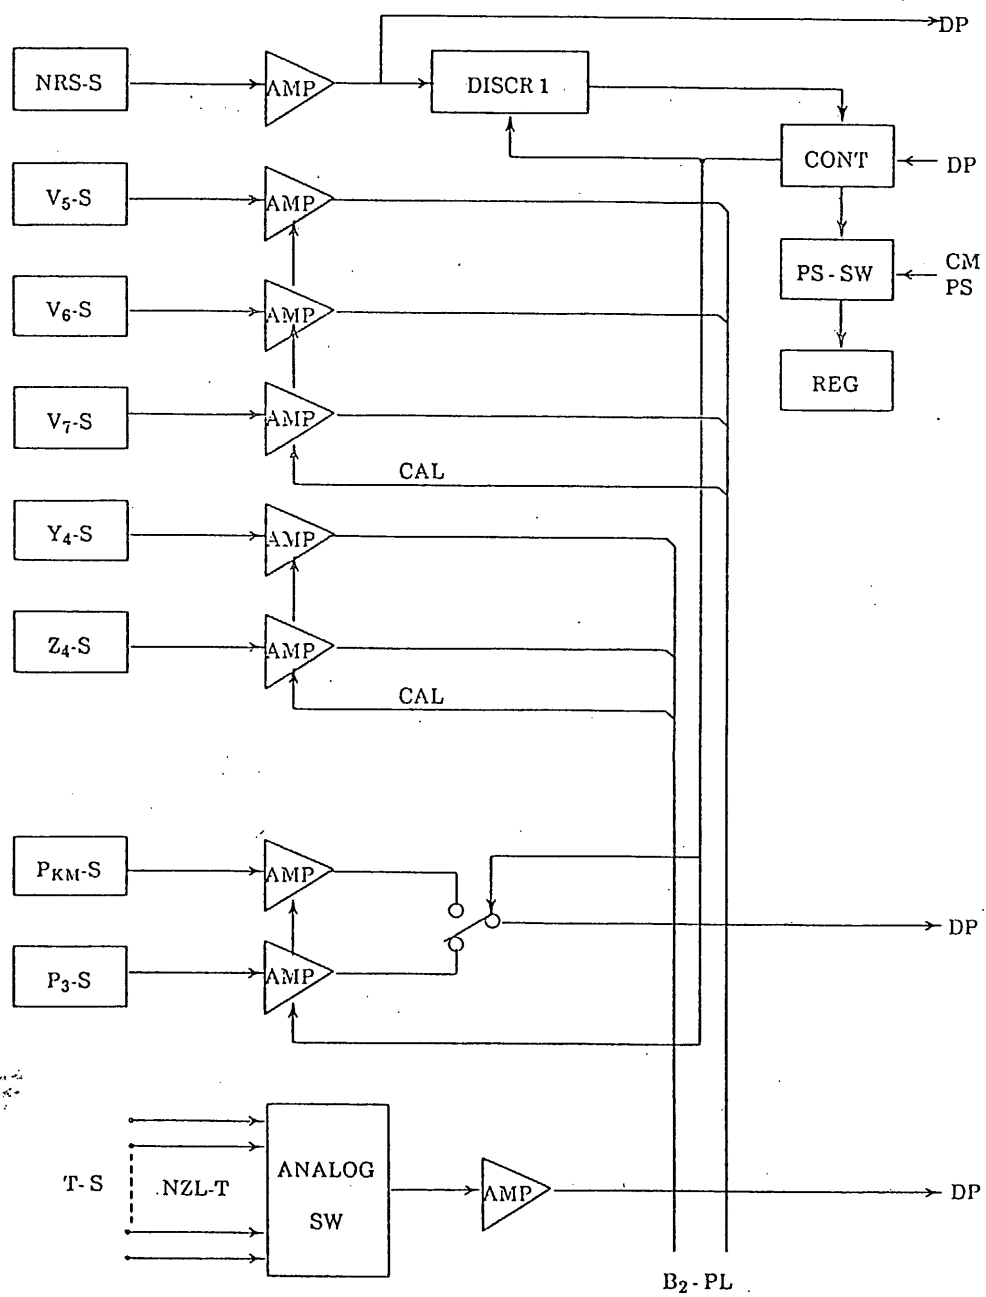 DP
NRS-S
AMP
DISCR 1
CONT
DP
V5-S
AMP
PS-SW
CM
PS
V6-S
AMP
REG
V7-S
AMP
CAL
Y4-S
AMP
Z4-S
AMP
CAL
PKM-S
AMP
DP
P3-S
AMP
T-S
NZL-T
ANALOG
SW
AMP
DP
B2-PL